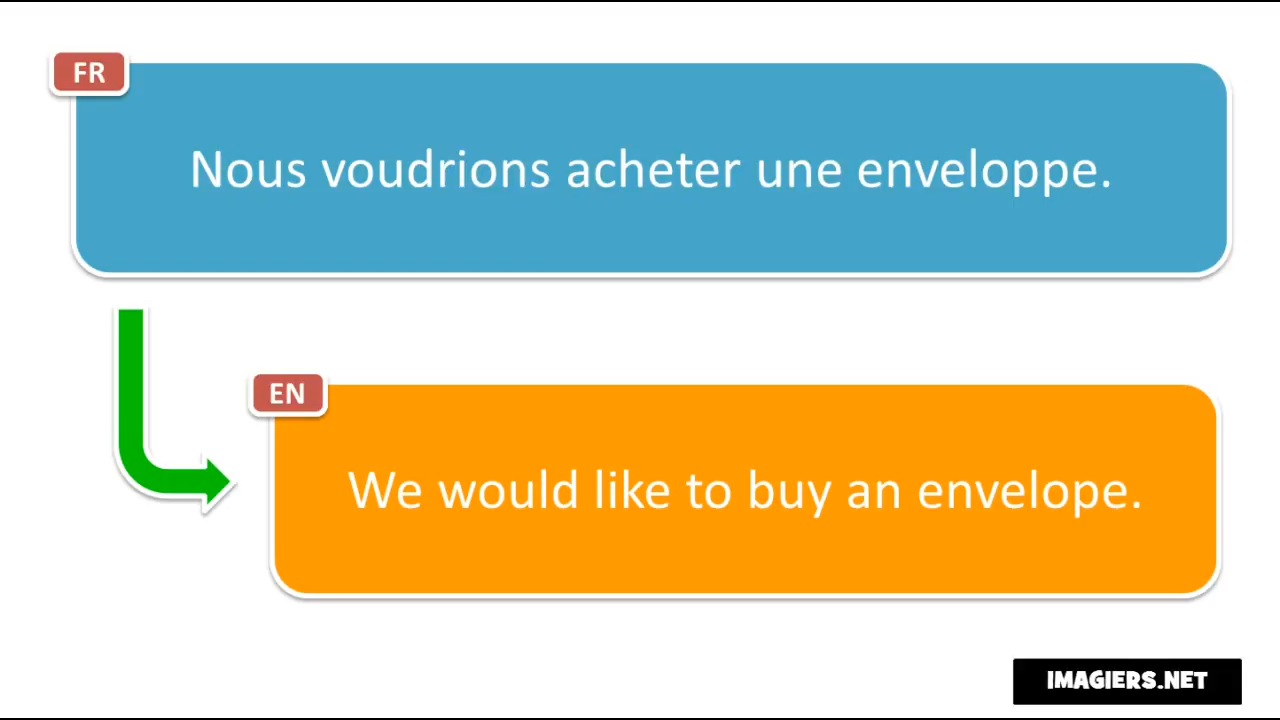 FR
Nous voudrions acheter une enveloppe.
EN
We would like to buy an envelope.
IMAGIERS.NET